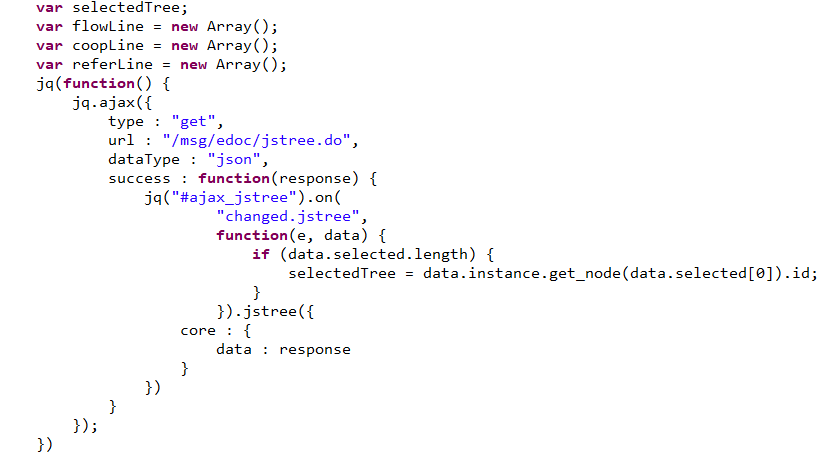 var selectedTree;
var flowLine = new Array();
var coopLine = new Array();
var referLine = new Array();
jq(function() {
    jq.ajax({
        type : "get",
        url : "/msg/edoc/jstree.do",
        dataType : "json",
        success : function(response) {
            jq("#ajax_jstree").on(
                    "changed.jstree",
                    function(e, data) {
                        if (data.selected.length) {
                            selectedTree = data.instance.get_node(data.selected[0]).id;
                        }
                    }).jstree({
                core : {
                    data : response
                }
            })
        }
    });
})